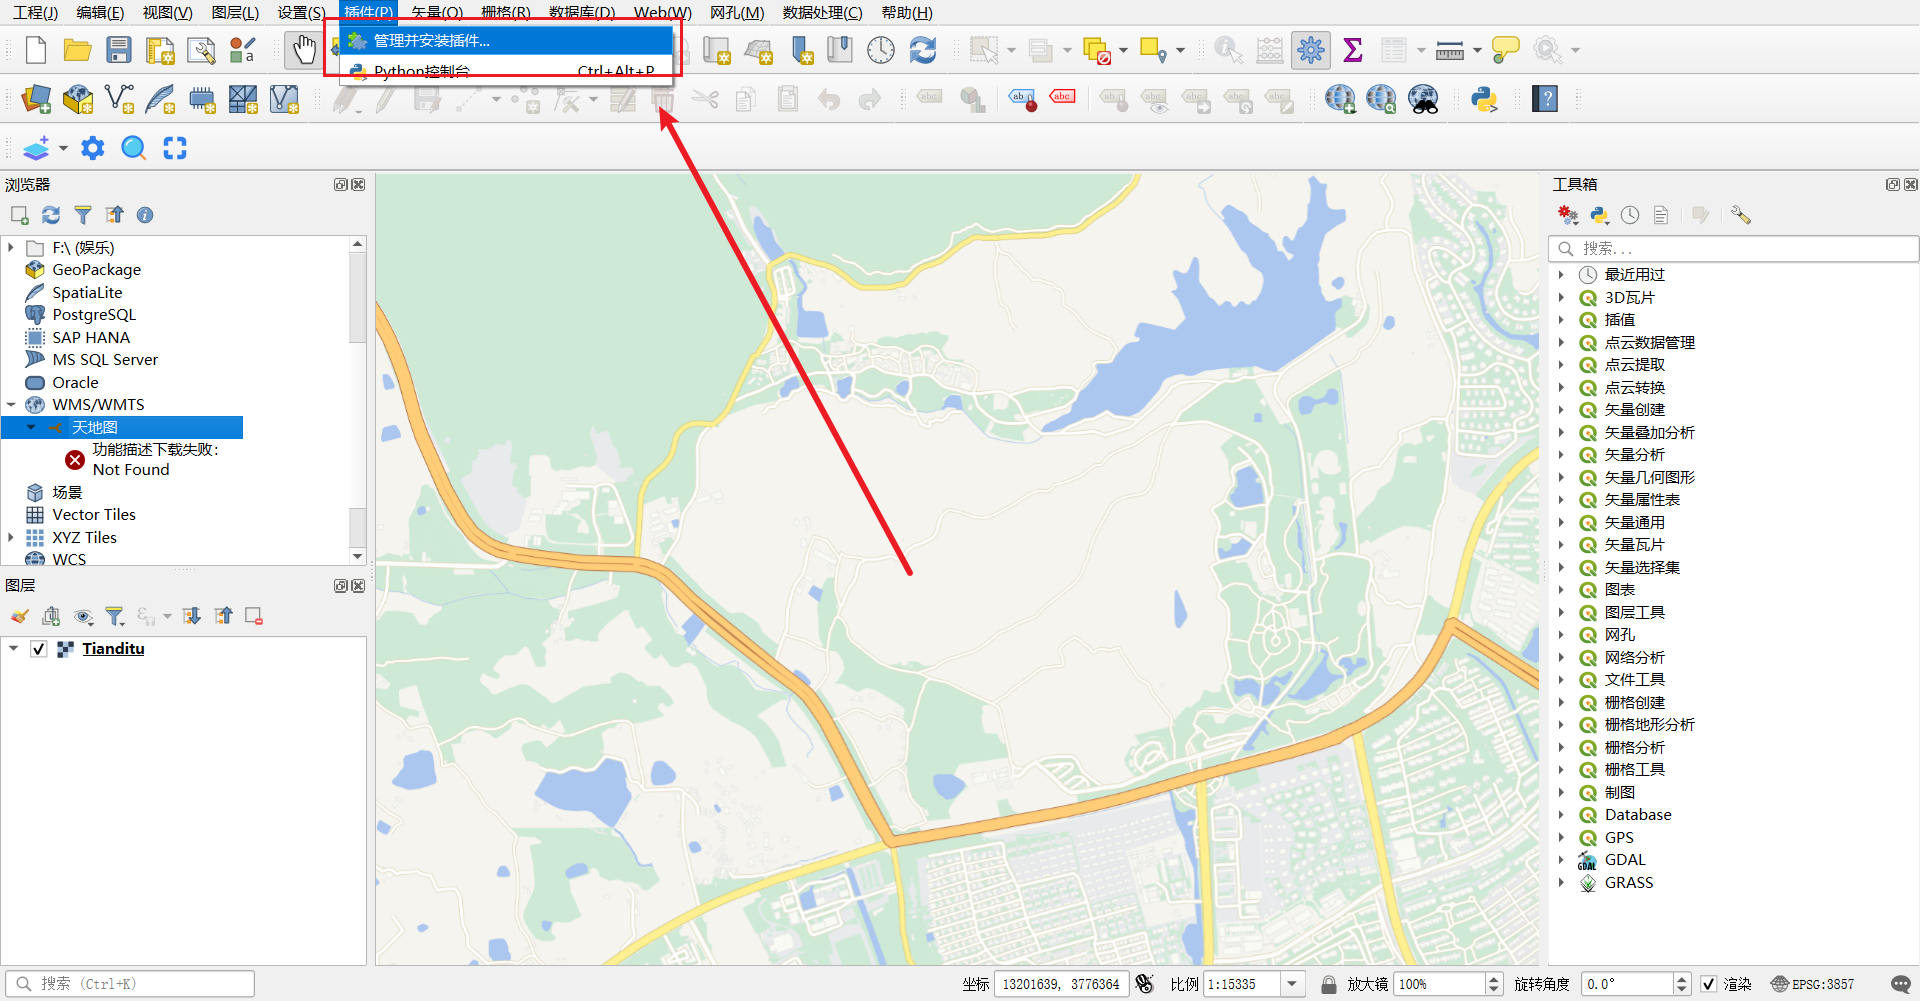 工程(J) 编辑(E) 视图(V) 图层(L) 设置(S) 插件(P) 矢量(O) 栅格(R) 数据库(D) Web(W) 网孔(M) 数据处理(C) 帮助(H)
管理并安装插件...
Python控制台 Ctrl+Alt+P
浏览器
F:\ (娱乐)
GeoPackage
SpatiaLite
PostgreSQL
SAP HANA
MS SQL Server
Oracle
WMS/WMTS
天地图
功能描述下载失败:
Not Found
场景
Vector Tiles
XYZ Tiles
WCS
图层
Tianditu
工具箱
搜索...
最近用过
3D瓦片
插值
点云数据管理
点云提取
点云转换
矢量创建
矢量叠加分析
矢量分析
矢量几何图形
矢量属性表
矢量通用
矢量瓦片
矢量选择集
图表
图层工具
网孔
网络分析
文件工具
栅格创建
栅格地形分析
栅格分析
栅格工具
制图
Database
GPS
GDAL
GRASS
搜索 (Ctrl+K)
坐标 13201639, 3776364 比例 1:15335 放大镜 100% 旋转角度 0.0° 渲染 EPSG:3857